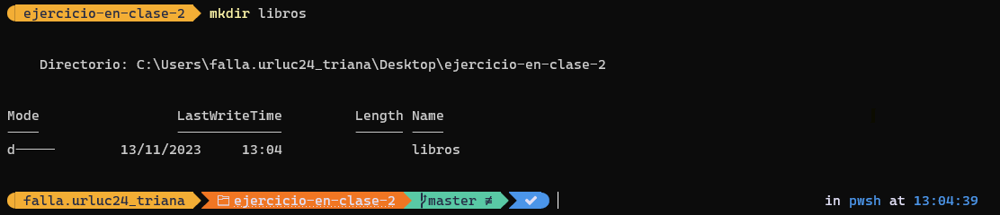 ejercicio-en-clase-2 mkdir libros
Directorio: C:\Users\falla.urluc24_triana\Desktop\ejercicio-en-clase-2
Mode LastWriteTime Length Name
---- ------------- ------ ----
d----- 13/11/2023 13:04 libros
falla.urluc24_triana ejercicio-en-clase-2 master ≢ ✓ in pwsh at 13:04:39